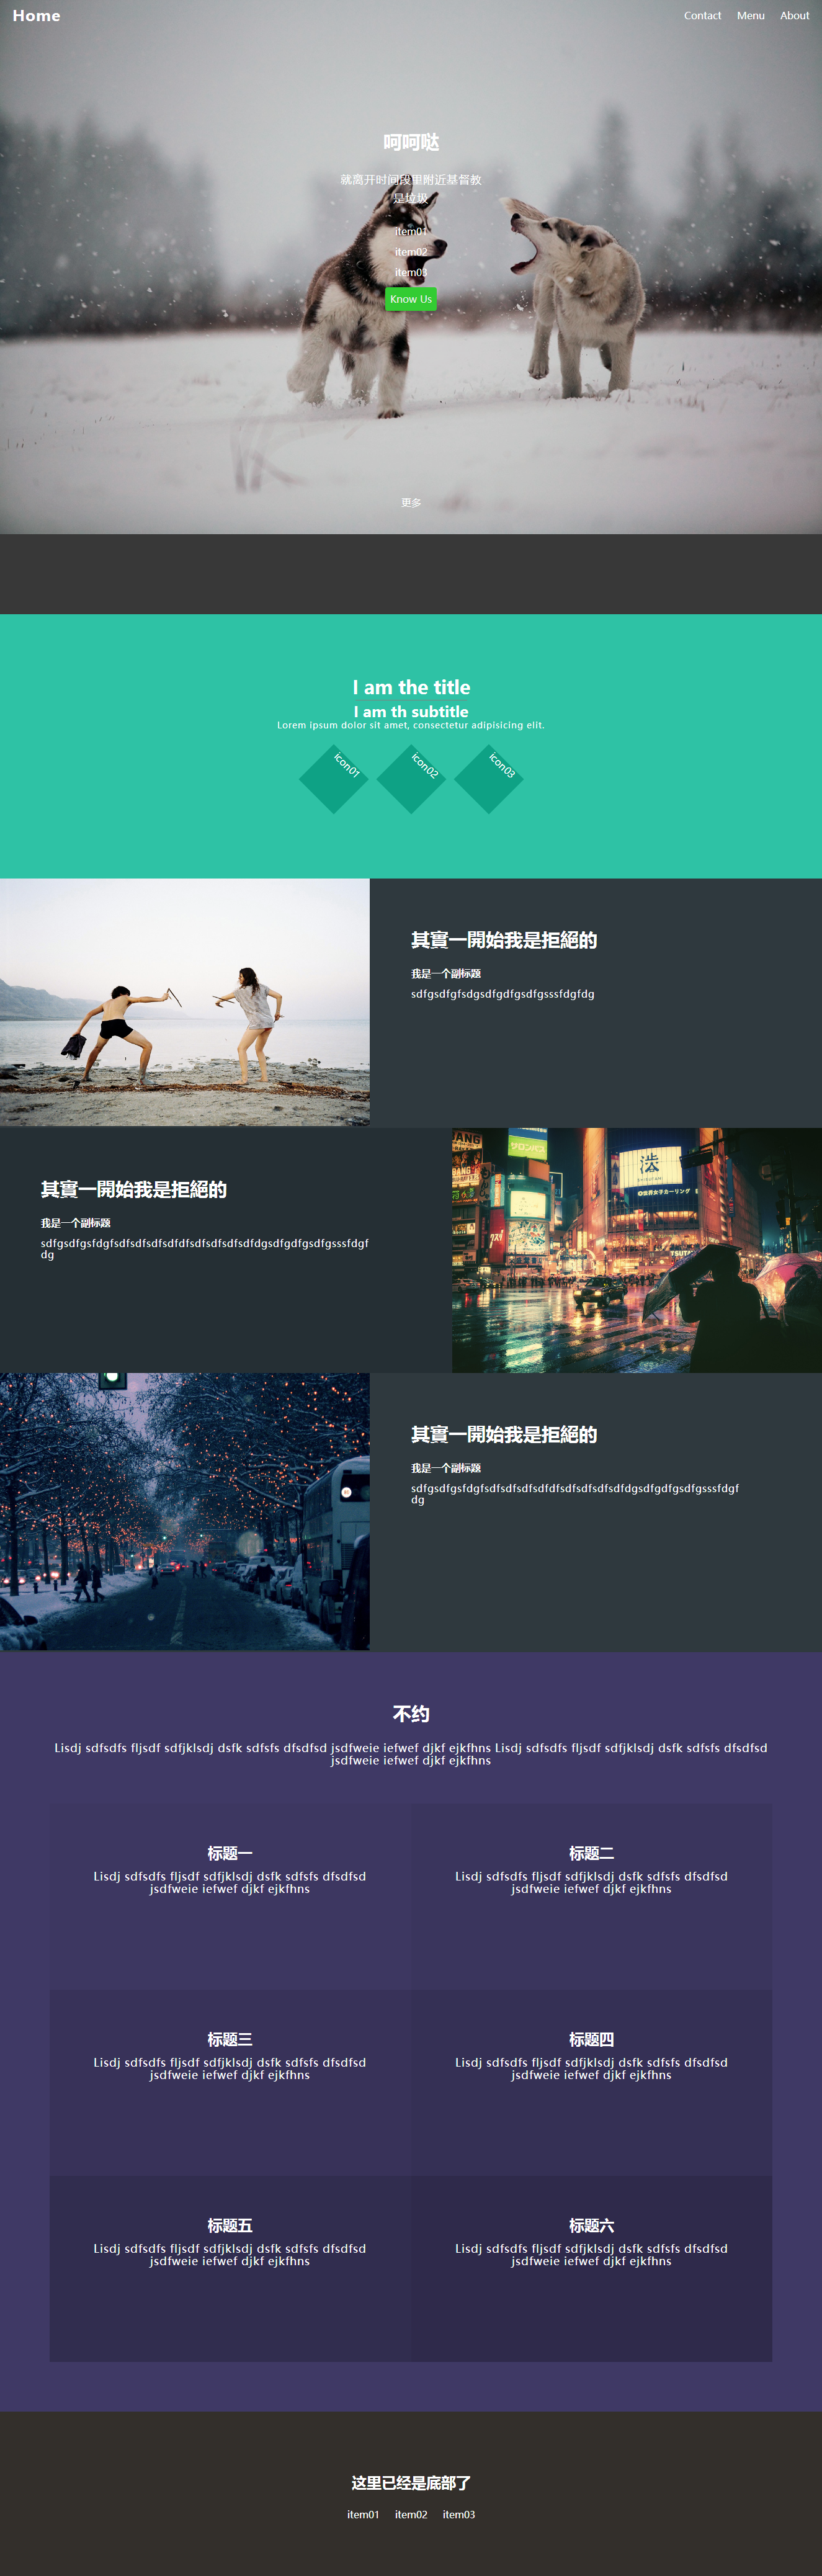 Home
Contact Menu About
呵呵哒
就离开时间段里附近基督教
是垃圾
item01
item02
item03
Know Us
更多
I am the title
I am th subtitle
Lorem ipsum dolor sit amet, consectetur adipisicing elit.
icon01 icon02 icon03
其實一開始我是拒絕的
我是一个副标题
sdfgsdfgfsdgsdfgdfgsdfgsssfdgfdg
其實一開始我是拒絕的
我是一个副标题
sdfgsdfgsfdgfsdfsdfsdfsdfdfsdfsdfsdfsdfdgsdfgdfgsdfgsssfdgf
dg
其實一開始我是拒絕的
我是一个副标题
sdfgsdfgsfdgfsdfsdfsdfsdfdfsdfsdfsdfsdfdgsdfgdfgsdfgsssfdgf
dg
不约
Lisdj sdfsdfs fljsdf sdfjklsdj dsfk sdfsfs dfsdfsd jsdfweie iefwef djkf ejkfhns Lisdj sdfsdfs fljsdf sdfjklsdj dsfk sdfsfs dfsdfsd
jsdfweie iefwef djkf ejkfhns
标题一
Lisdj sdfsdfs fljsdf sdfjklsdj dsfk sdfsfs dfsdfsd
jsdfweie iefwef djkf ejkfhns
标题二
Lisdj sdfsdfs fljsdf sdfjklsdj dsfk sdfsfs dfsdfsd
jsdfweie iefwef djkf ejkfhns
标题三
Lisdj sdfsdfs fljsdf sdfjklsdj dsfk sdfsfs dfsdfsd
jsdfweie iefwef djkf ejkfhns
标题四
Lisdj sdfsdfs fljsdf sdfjklsdj dsfk sdfsfs dfsdfsd
jsdfweie iefwef djkf ejkfhns
标题五
Lisdj sdfsdfs fljsdf sdfjklsdj dsfk sdfsfs dfsdfsd
jsdfweie iefwef djkf ejkfhns
标题六
Lisdj sdfsdfs fljsdf sdfjklsdj dsfk sdfsfs dfsdfsd
jsdfweie iefwef djkf ejkfhns
这里已经是底部了
item01 item02 item03